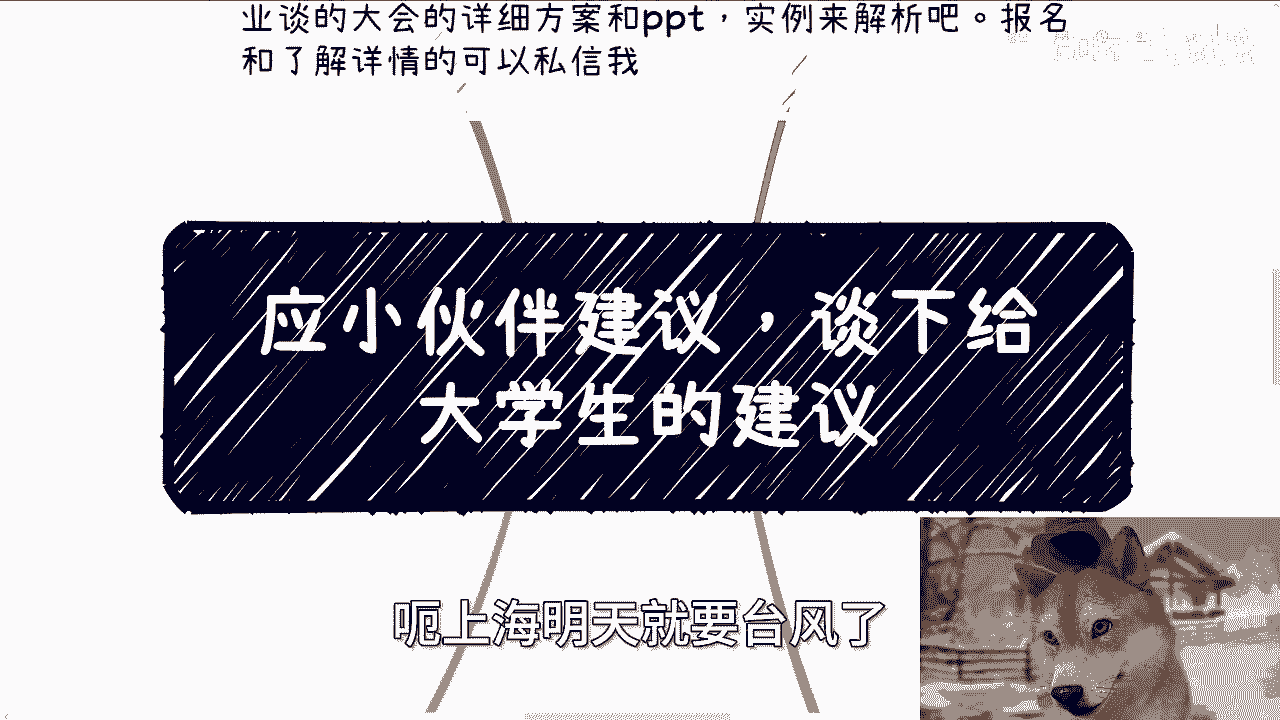 业谈的大会的详细方案和ppt，实例来解析吧。报名
和了解详情的可以私信我
应小伙伴建议，谈下给
大学生的建议
呃上海明天就要台风了